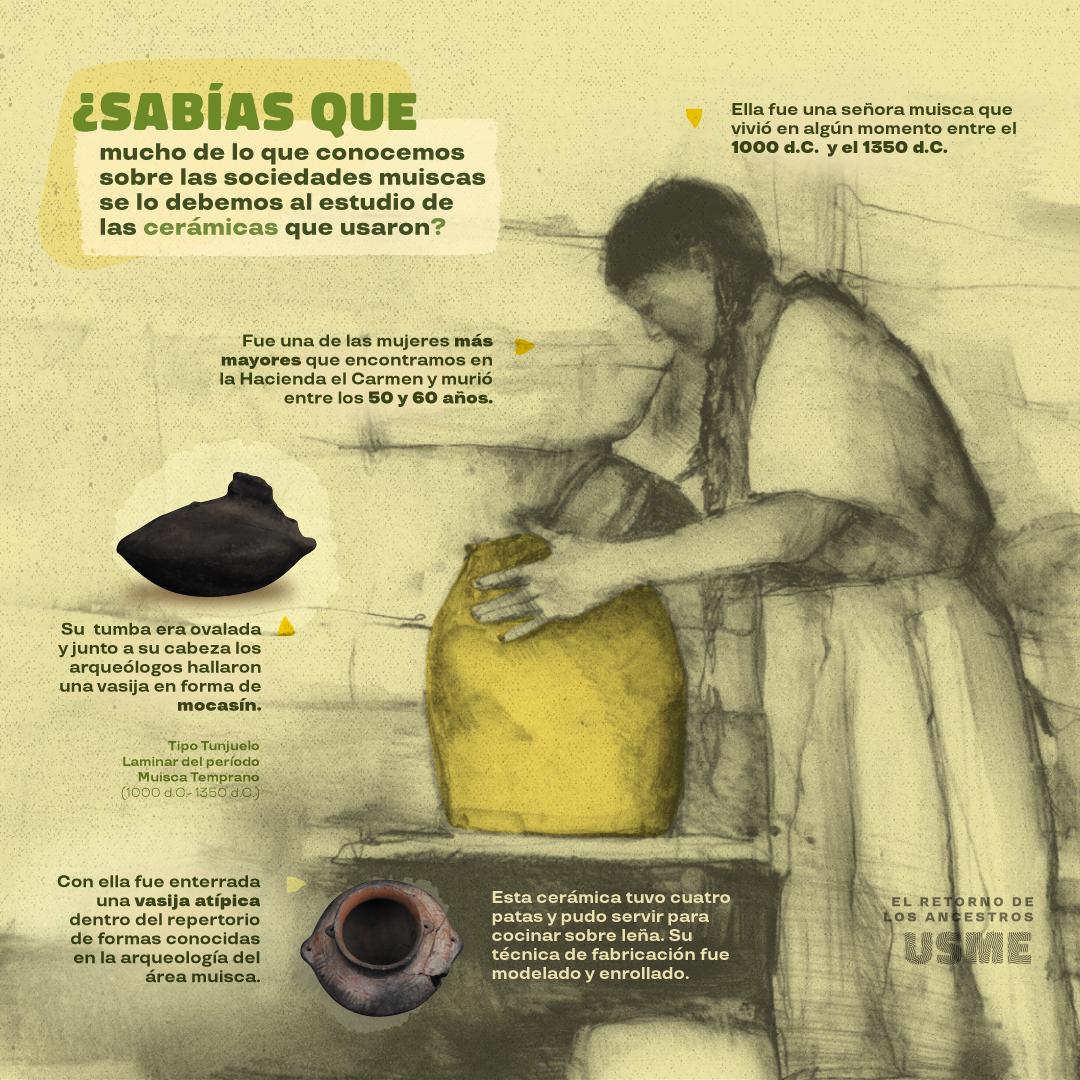 ¿SABÍAS QUE
mucho de lo que conocemos
sobre las sociedades muiscas
se lo debemos al estudio de
las cerámicas que usaron?
Ella fue una señora muisca que
vivió en algún momento entre el
1000 d.C. y el 1350 d.C.
Fue una de las mujeres más
mayores que encontramos en
la Hacienda el Carmen y murió
entre los 50 y 60 años.
Su tumba era ovalada
y junto a su cabeza los
arqueólogos hallaron
una vasija en forma de
mocasín.
Tipo Tunjuelo
Laminar del período
Muisca Temprano
(1000 d.C.- 1350 d.C.)
Con ella fue enterrada
una vasija atípica
dentro del repertorio
de formas conocidas
en la arqueología del
área muisca.
Esta cerámica tuvo cuatro
patas y pudo servir para
cocinar sobre leña. Su
técnica de fabricación fue
modelado y enrollado.
EL RETORNO DE
LOS ANCESTROS
USME